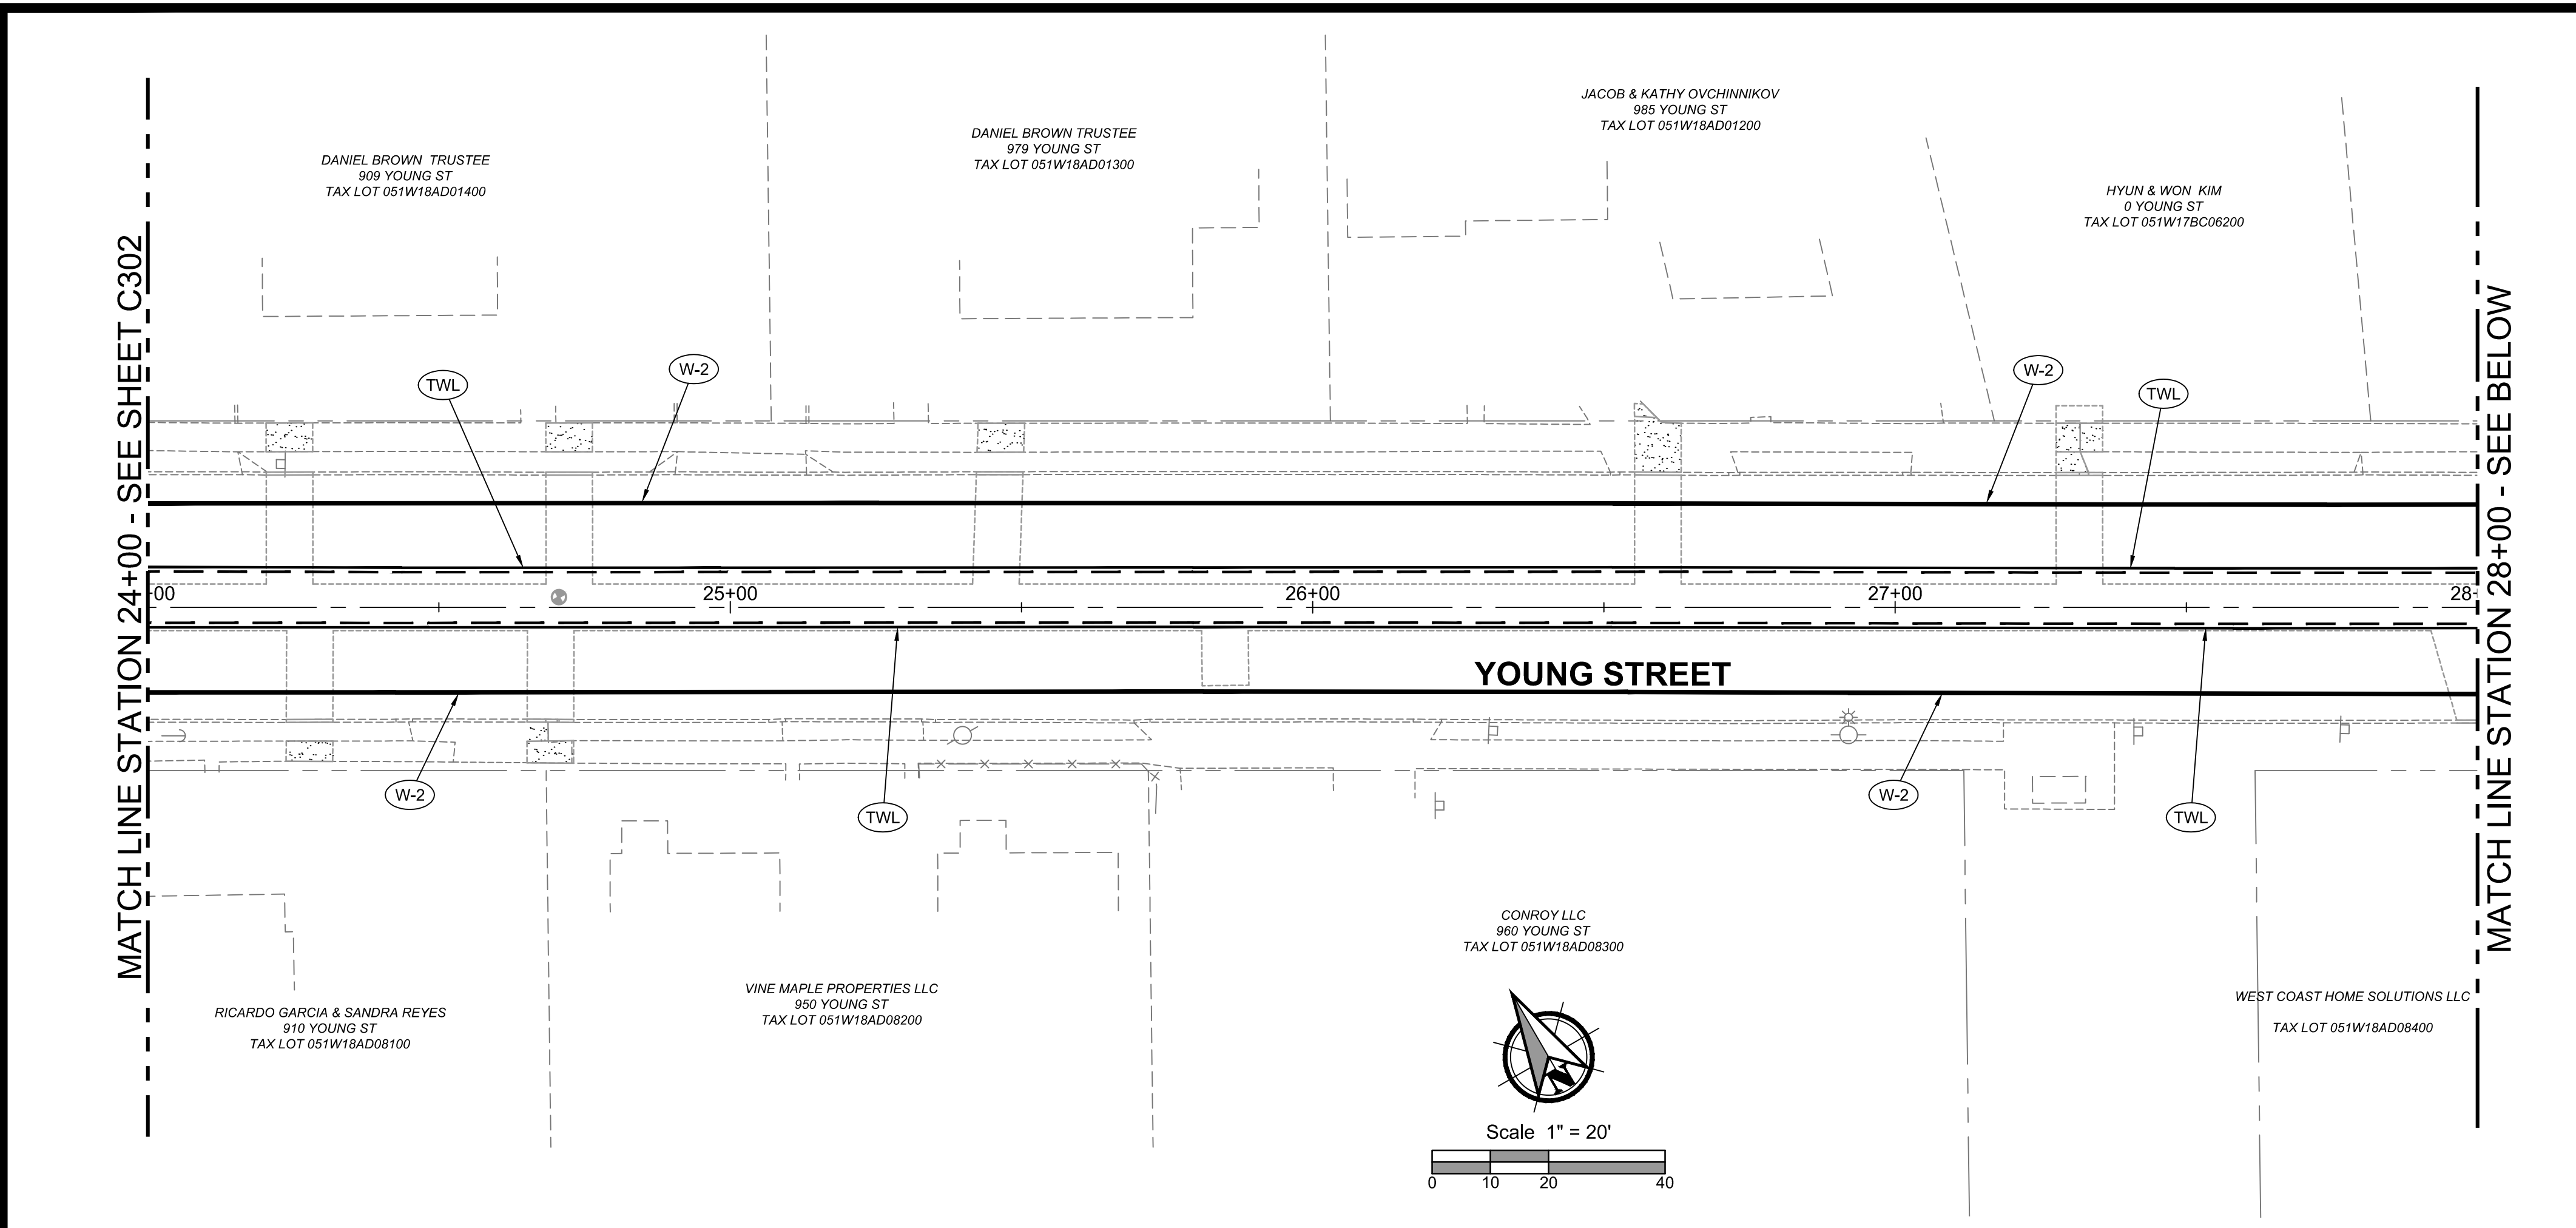 JACOB & KATHY OVCHINNIKOV
985 YOUNG ST
TAX LOT 051W18AD01200
DANIEL BROWN TRUSTEE
979 YOUNG ST
TAX LOT 051W18AD01300
DANIEL BROWN  TRUSTEE
909 YOUNG ST
TAX LOT 051W18AD01400
HYUN & WON  KIM
0 YOUNG ST
TAX LOT 051W17BC06200
MATCH LINE STATION 24+00 - SEE SHEET C302
MATCH LINE STATION 28+00 - SEE BELOW
TWL
W-2
W-2
TWL
+00
25+00
26+00
27+00
28+
YOUNG STREET
W-2
TWL
W-2
TWL
CONROY LLC
960 YOUNG ST
TAX LOT 051W18AD08300
VINE MAPLE PROPERTIES LLC
950 YOUNG ST
TAX LOT 051W18AD08200
RICARDO GARCIA & SANDRA REYES
910 YOUNG ST
TAX LOT 051W18AD08100
WEST COAST HOME SOLUTIONS LLC
TAX LOT 051W18AD08400
N
Scale  1" = 20'
0 10 20 40